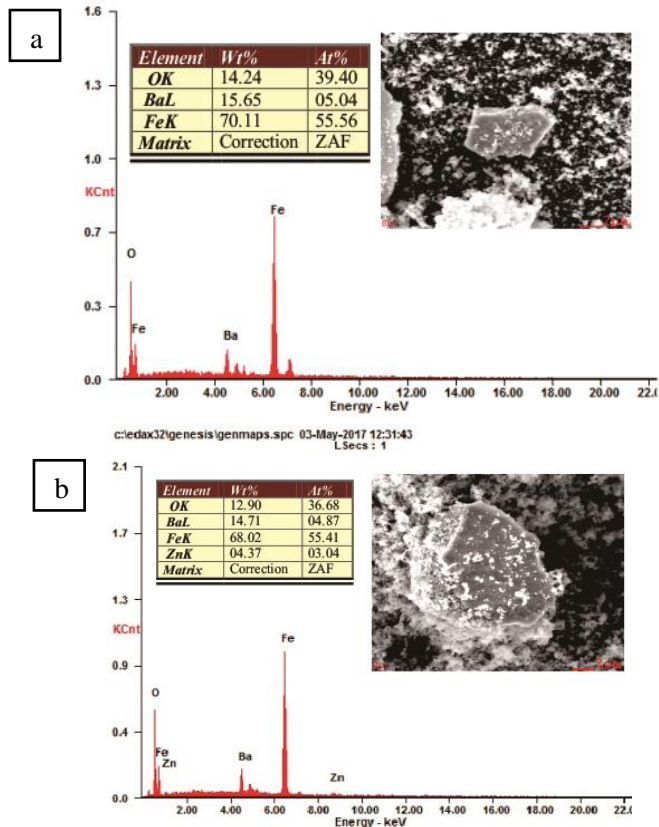 a
1.6
1.3
1.0
KCnt
0.7
0.3
0.0
Element Wt% At%
OK 14.24 39.40
BaL 15.65 05.04
FeK 70.11 55.56
Matrix Correction ZAF
O
Fe
Ba
Fe
2.00 4.00 6.00 8.00 10.00 12.00 14.00 16.00 18.00 20.00 22.0
Energy - keV
c:\edax32\genesis\genmaps.spc 03-May-2017 12:31:43
LSecs : 1
b
2.1
1.7
1.3
KCnt
0.9
0.4
0.0
Element Wt% At%
OK 12.90 36.68
BaL 14.71 04.87
FeK 68.02 55.41
ZnK 04.37 03.04
Matrix Correction ZAF
O
Fe
Zn
Ba
Fe
Zn
2.00 4.00 6.00 8.00 10.00 12.00 14.00 16.00 18.00 20.00 22.0
Energy - keV